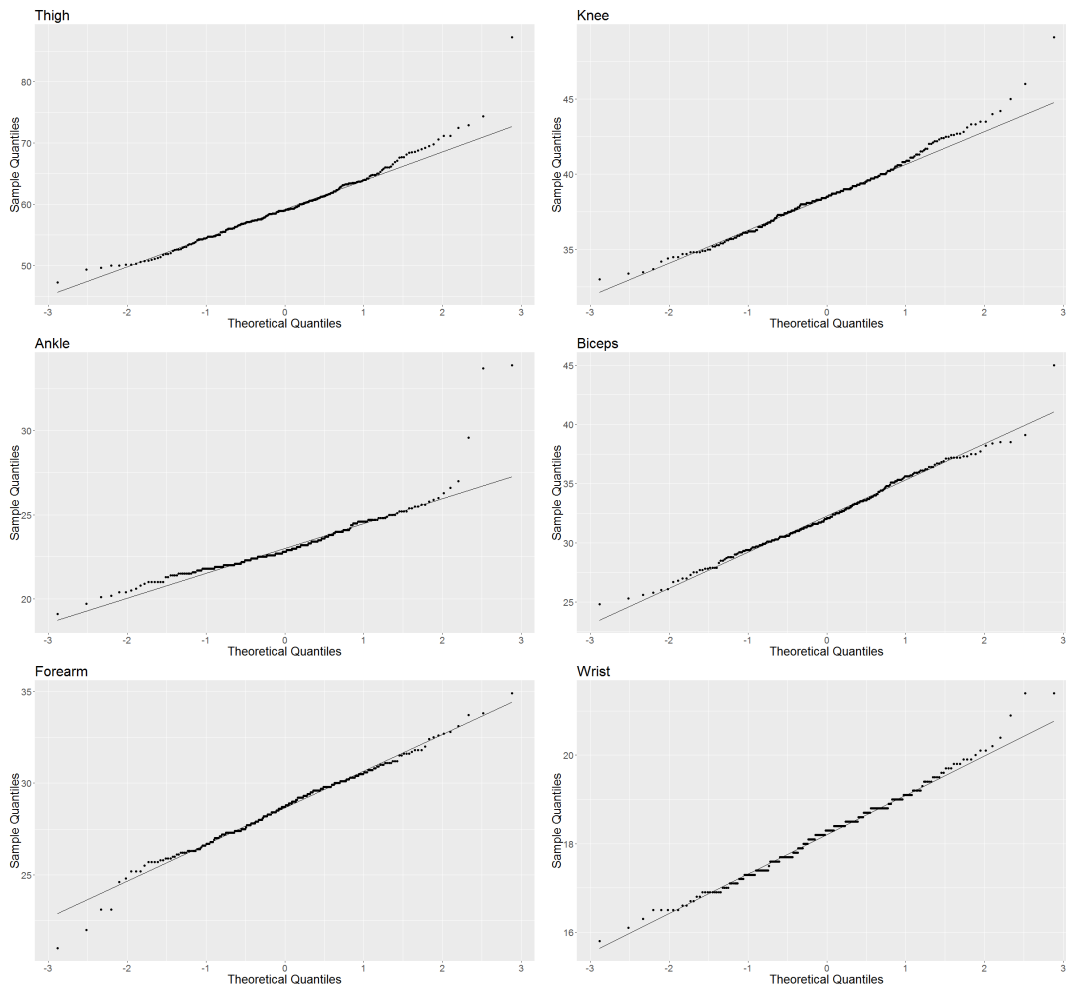 Thigh
Sample Quantiles
80
70
60
50
-3 -2 -1 0 1 2 3
Theoretical Quantiles
Knee
Sample Quantiles
45
40
35
-3 -2 -1 0 1 2 3
Theoretical Quantiles
Ankle
Sample Quantiles
30
25
20
-3 -2 -1 0 1 2 3
Theoretical Quantiles
Biceps
Sample Quantiles
45
40
35
30
25
-3 -2 -1 0 1 2 3
Theoretical Quantiles
Forearm
Sample Quantiles
35
30
25
-3 -2 -1 0 1 2 3
Theoretical Quantiles
Wrist
Sample Quantiles
20
18
16
-3 -2 -1 0 1 2 3
Theoretical Quantiles